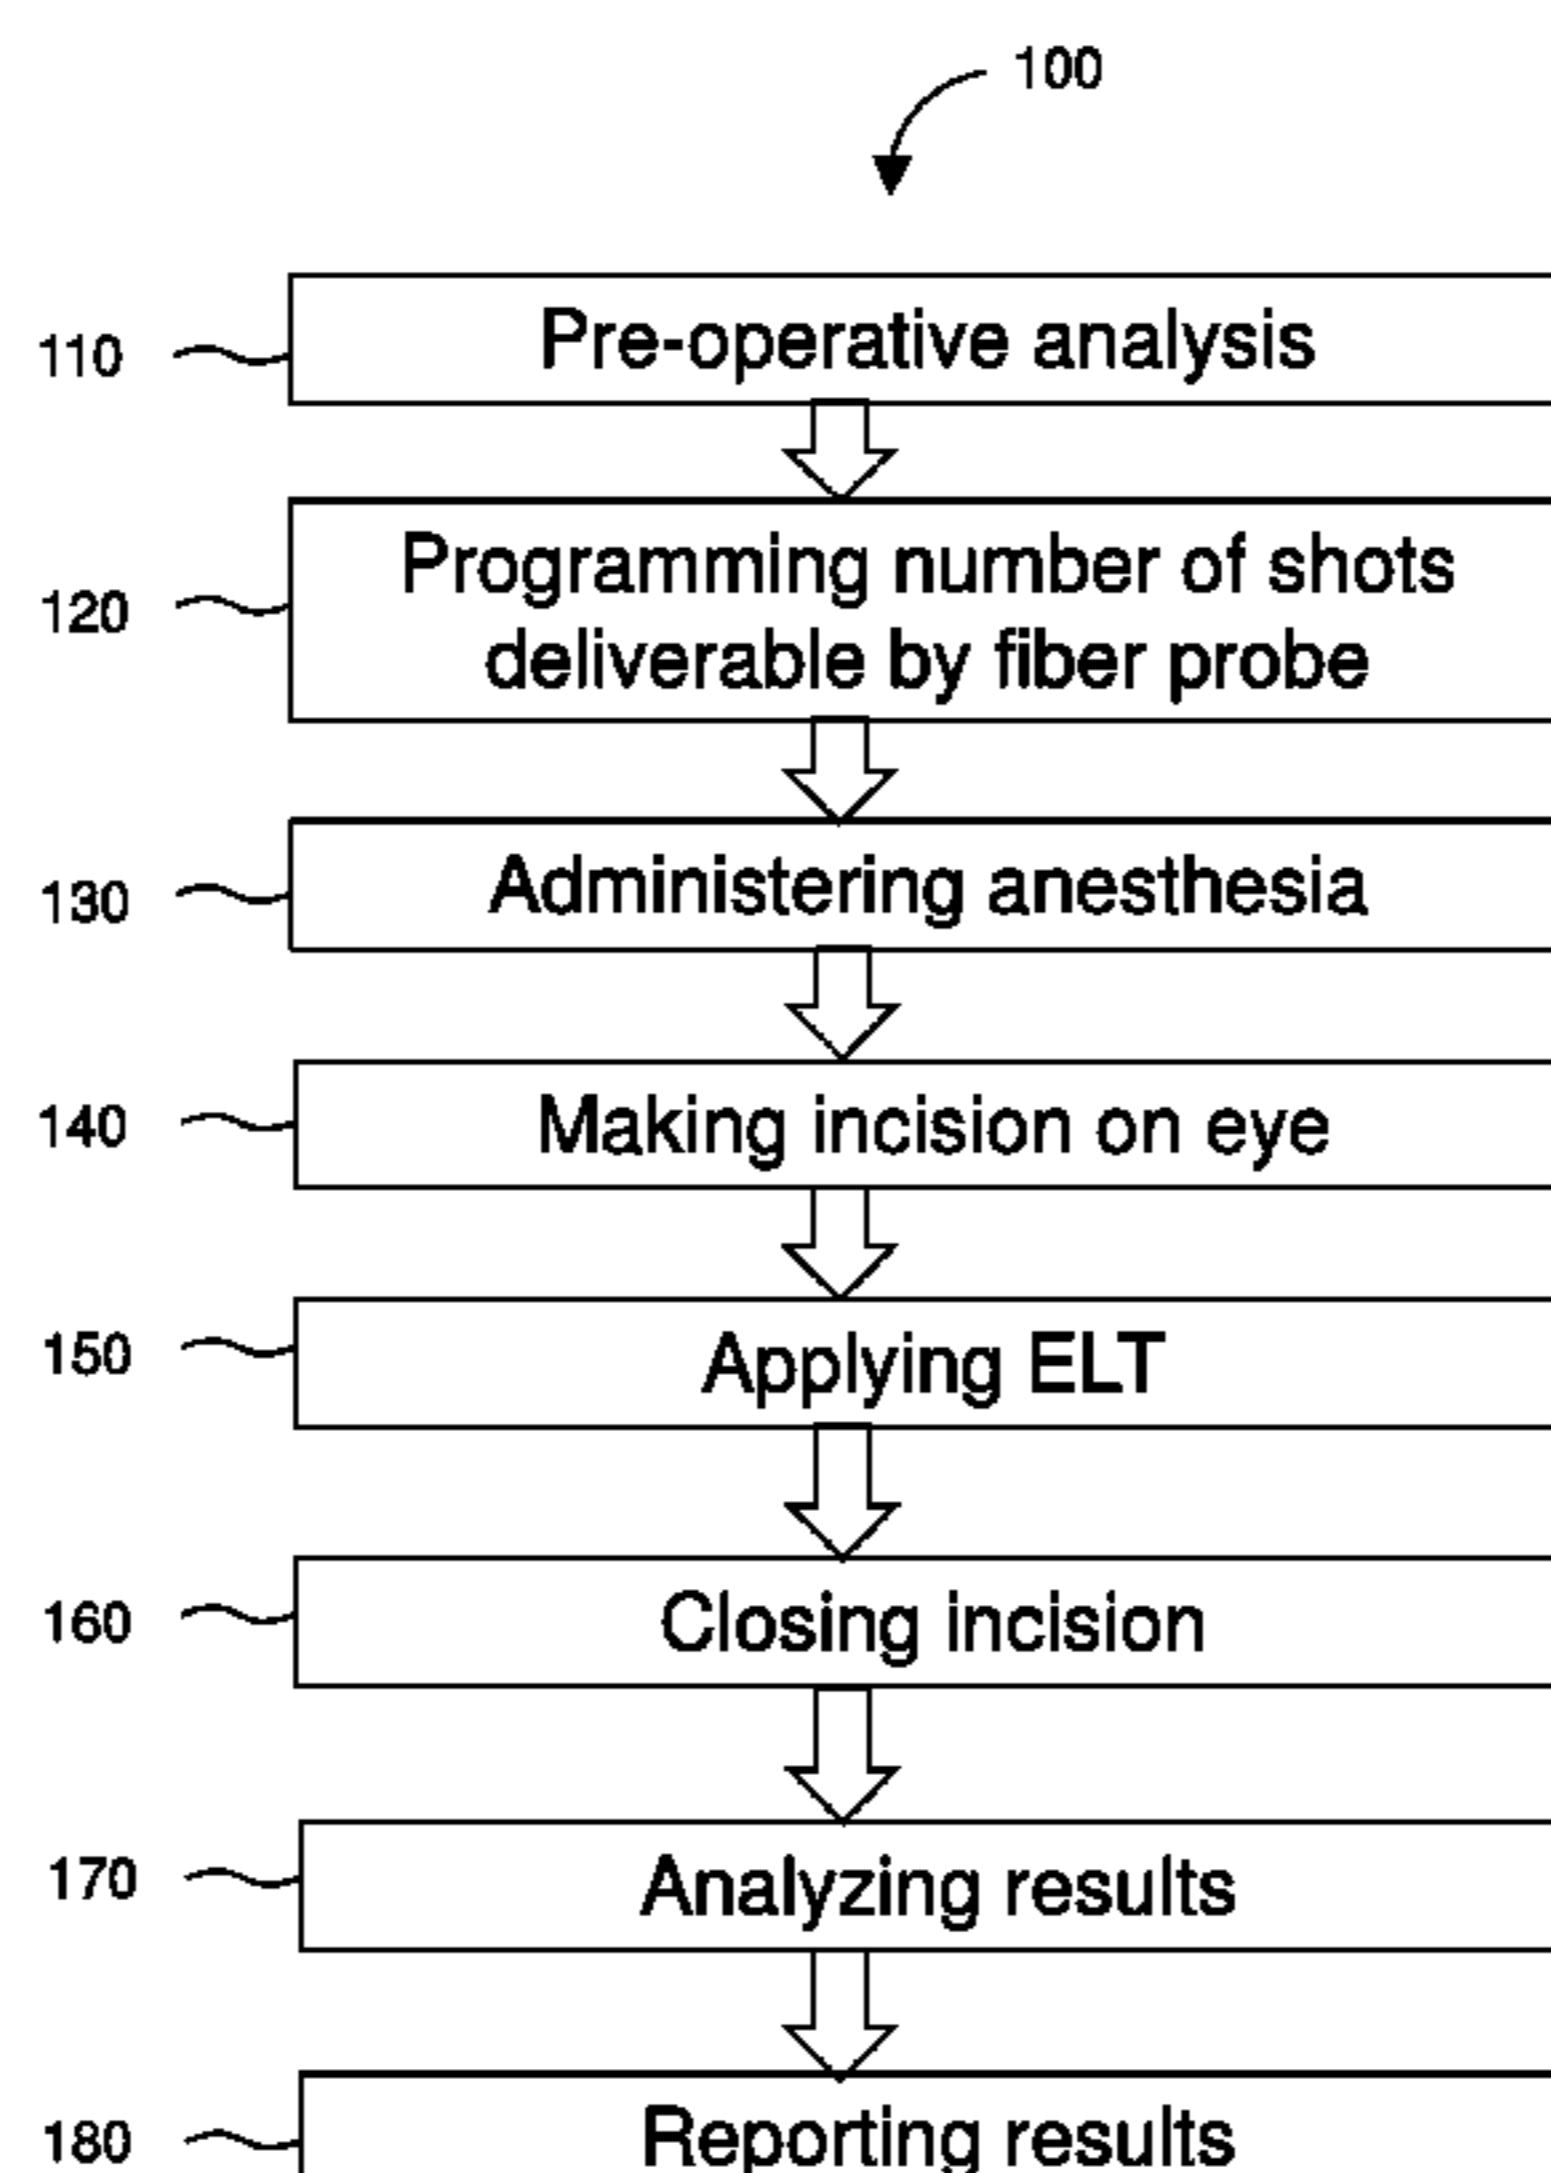 100
110 Pre-operative analysis
120 Programming number of shots
deliverable by fiber probe
130 Administering anesthesia
140 Making incision on eye
150 Applying ELT
160 Closing incision
170 Analyzing results
180 Reporting results